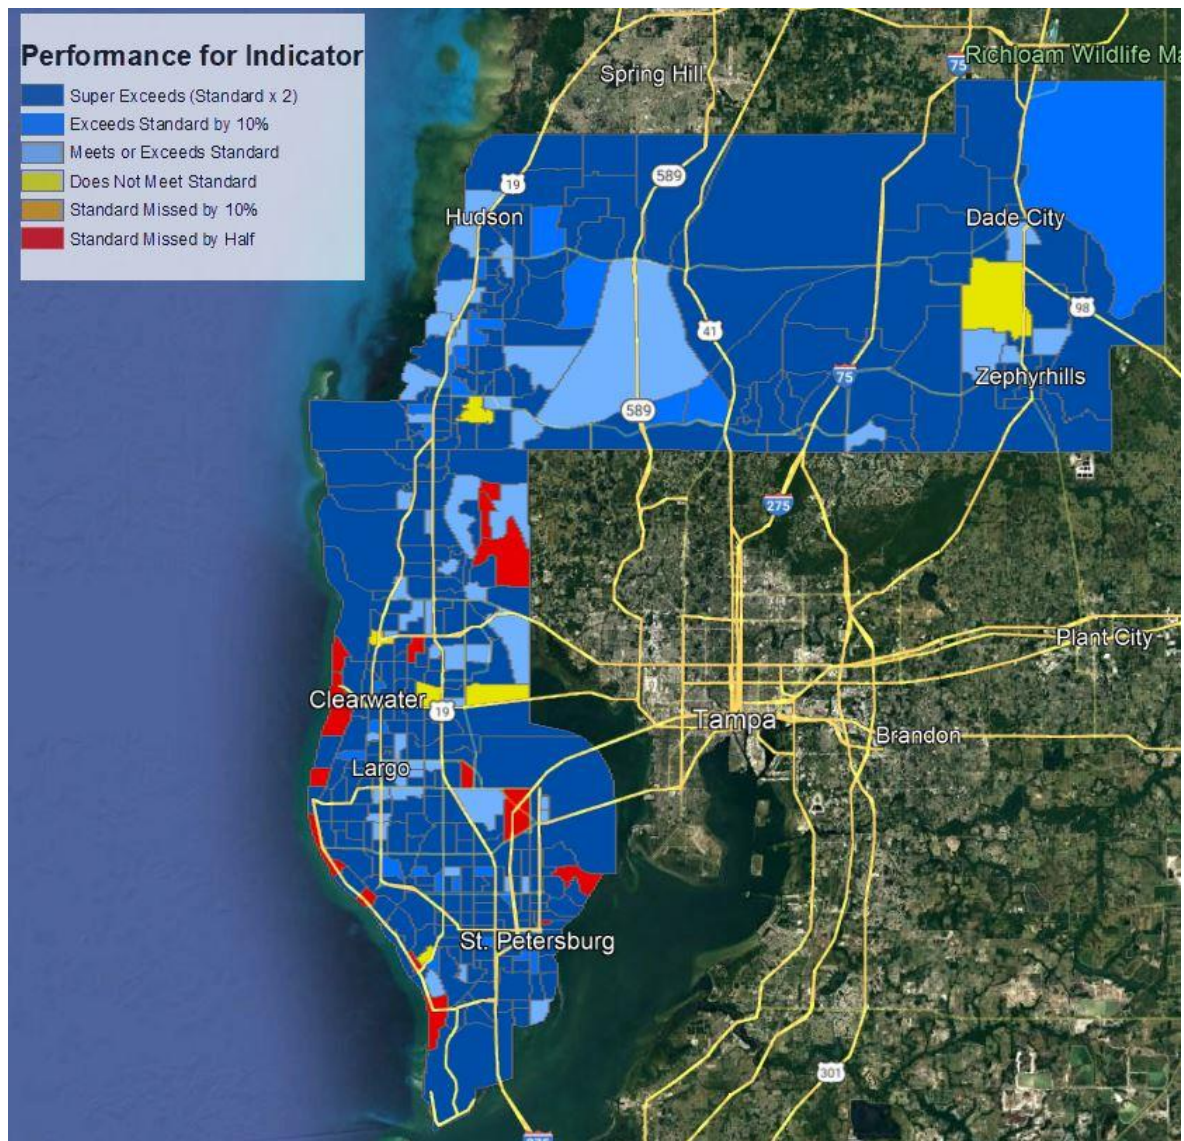 Performance for Indicator
Super Exceeds (Standard x 2)
Exceeds Standard by 10%
Meets or Exceeds Standard
Does Not Meet Standard
Standard Missed by 10%
Standard Missed by Half
Spring Hill
75
Richloam Wildlife Ma
589
19
Hudson
Dade City
98
41
75
Zephyrhills
589
275
Plant City
Clearwater
19
Tampa
Brandon
Largo
St. Petersburg
301